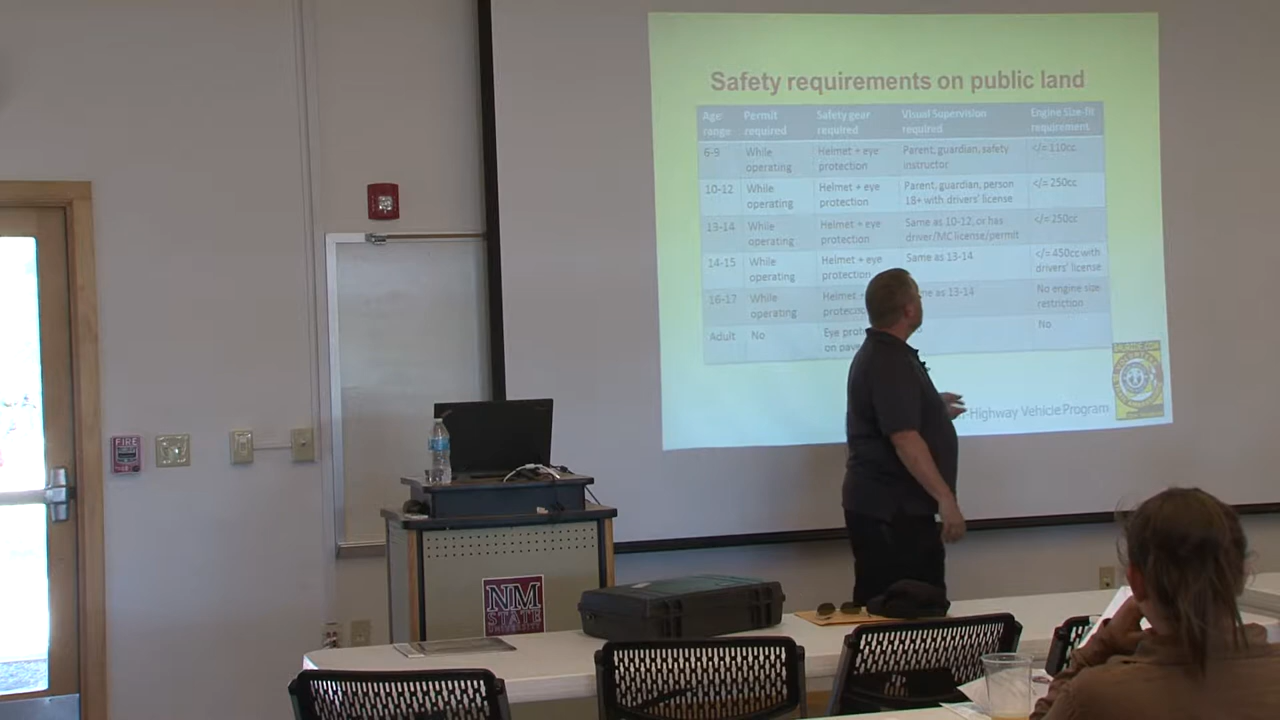 Safety requirements on public land
Age range Permit required Safety gear required Visual Supervision required Engine Size-fit requirement
6-9 While operating Helmet + eye protection Parent, guardian, safety instructor </= 110cc
10-12 While operating Helmet + eye protection Parent, guardian, person 18+ with drivers' license </= 250cc
13-14 While operating Helmet + eye protection Same as 10-12, or has driver/MC license/permit </= 250cc
14-15 While operating Helmet + eye protection Same as 13-14 </= 450cc with drivers' license
16-17 While operating Helmet as 13-14 No engine size restriction
Adult No Eye on No
-Highway Vehicle Program
FIRE
NM
STATE
UNIVERSITY